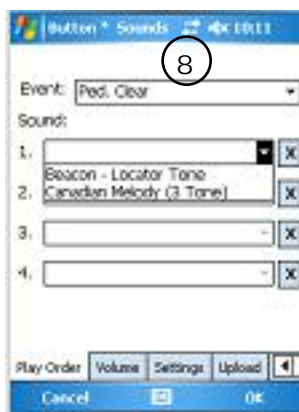 Button * Sounds 10:11
8
Event: Ped. Clear
Sound:
1.
Beacon - Locator Tone
2. Canadian Melody (3 Tone)
3.
4.
Play Order Volume Settings Upload
Cancel OK